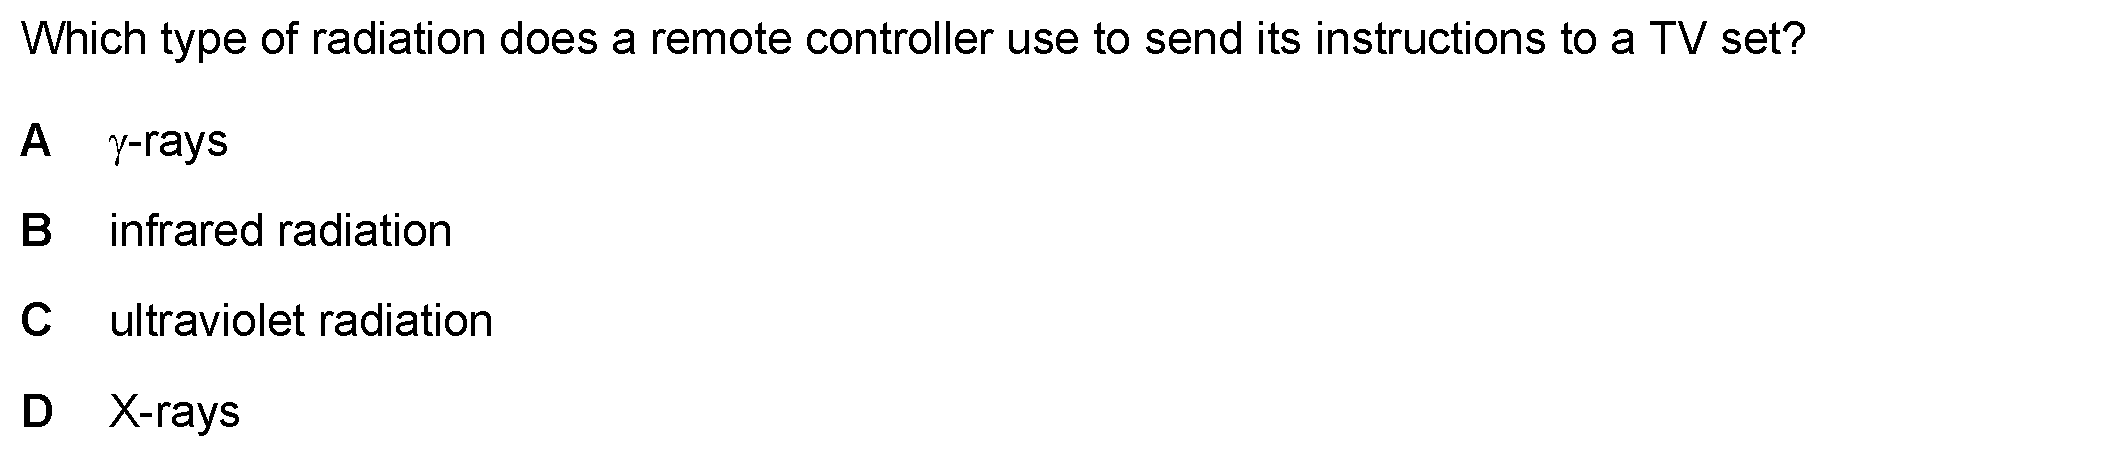 Which type of radiation does a remote controller use to send its instructions to a TV set?
A γ-rays
B infrared radiation
C ultraviolet radiation
D X-rays